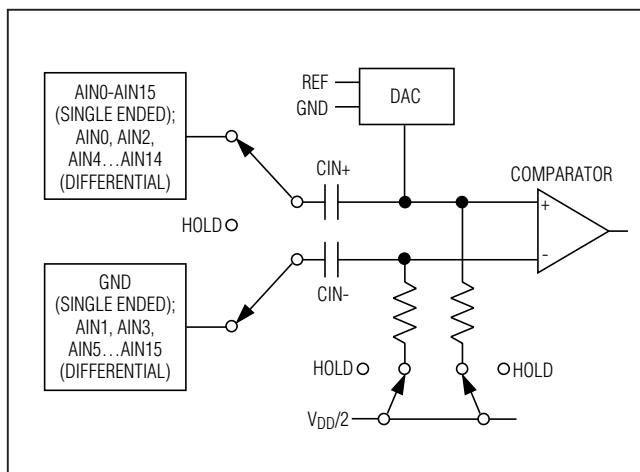 AIN0-AIN15
(SINGLE ENDED);
AIN0, AIN2,
AIN4…AIN14
(DIFFERENTIAL)
REF
GND
DAC
CIN+
COMPARATOR
+
-
HOLD
GND
(SINGLE ENDED);
AIN1, AIN3,
AIN5…AIN15
(DIFFERENTIAL)
CIN-
HOLD
HOLD
VDD/2